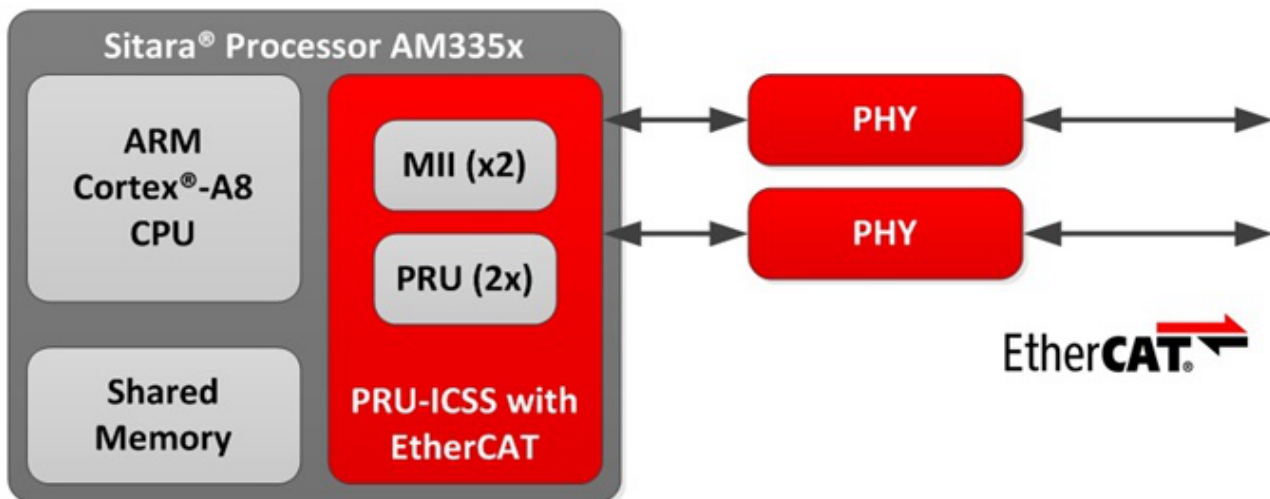 Sitara® Processor AM335x
ARM
Cortex®-A8
CPU
Shared
Memory
MII (x2)
PRU (2x)
PRU-ICSS with
EtherCAT
PHY
PHY
EtherCAT®